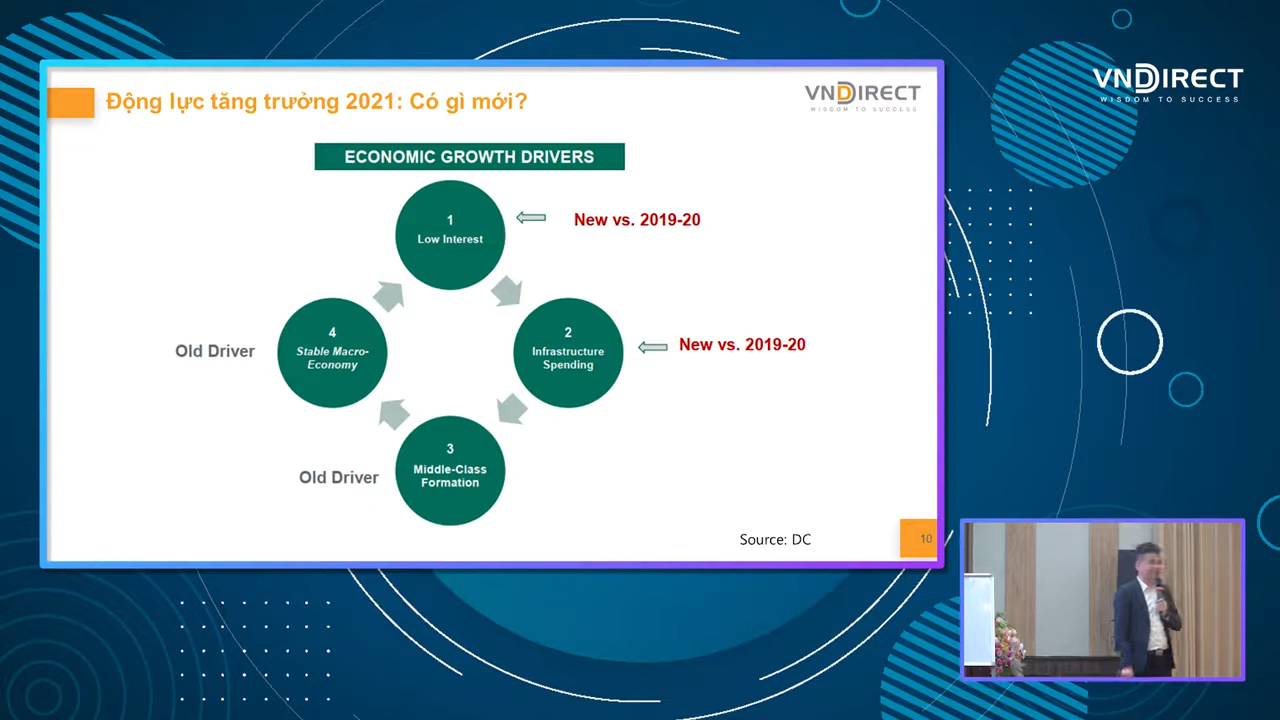 VNDIRECT
WISDOM TO SUCCESS
Động lực tăng trưởng 2021: Có gì mới?
VNDIRECT
WISDOM TO SUCCESS
ECONOMIC GROWTH DRIVERS
1
Low Interest
New vs. 2019-20
2
Infrastructure
Spending
New vs. 2019-20
Old Driver
4
Stable Macro-
Economy
Old Driver
3
Middle-Class
Formation
Source: DC
10